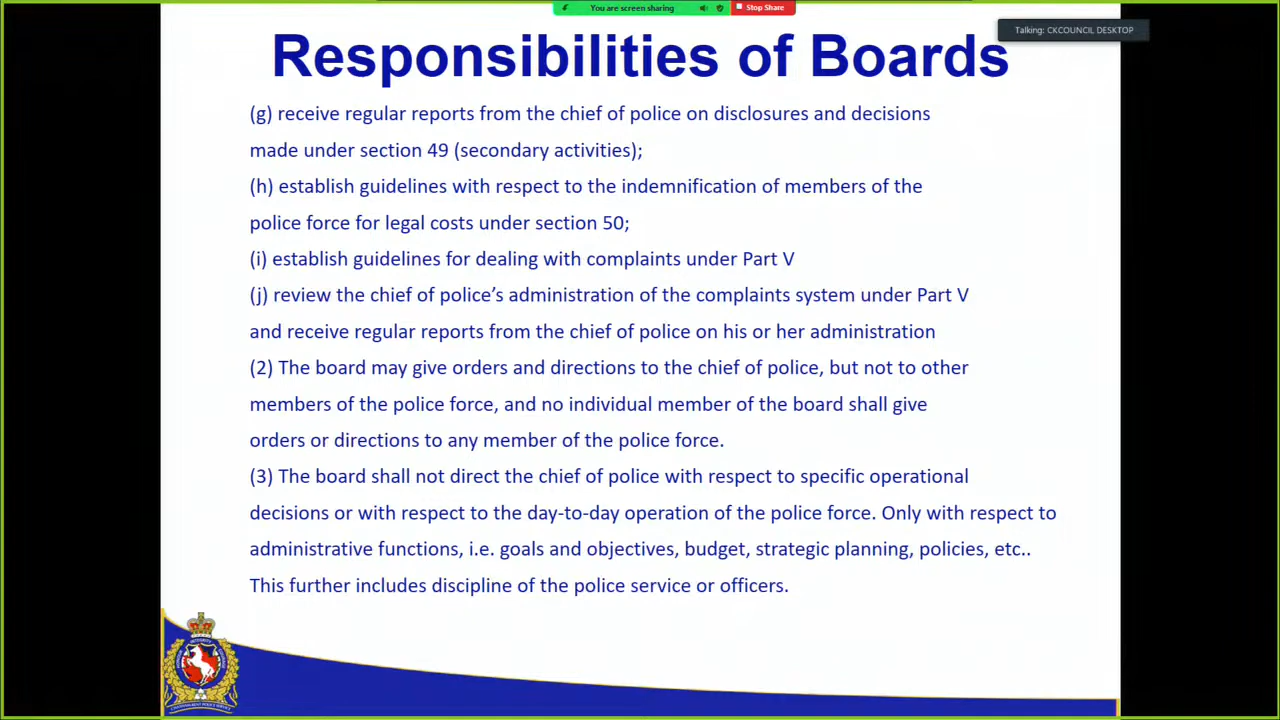 You are screen sharing
Stop Share
Talking: CKCOUNCIL DESKTOP
Responsibilities of Boards
(g) receive regular reports from the chief of police on disclosures and decisions
made under section 49 (secondary activities);
(h) establish guidelines with respect to the indemnification of members of the
police force for legal costs under section 50;
(i) establish guidelines for dealing with complaints under Part V
(j) review the chief of police’s administration of the complaints system under Part V
and receive regular reports from the chief of police on his or her administration
(2) The board may give orders and directions to the chief of police, but not to other
members of the police force, and no individual member of the board shall give
orders or directions to any member of the police force.
(3) The board shall not direct the chief of police with respect to specific operational
decisions or with respect to the day-to-day operation of the police force. Only with respect to
administrative functions, i.e. goals and objectives, budget, strategic planning, policies, etc..
This further includes discipline of the police service or officers.
INTEGRITY